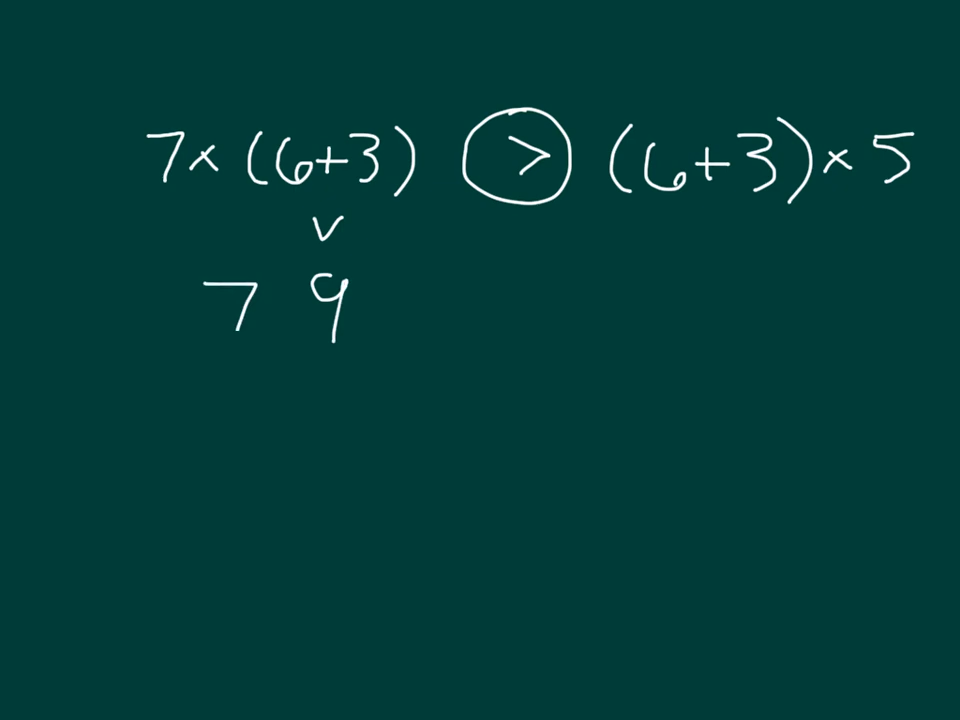 7 × (6+3) > (6+3) × 5
v
7 9